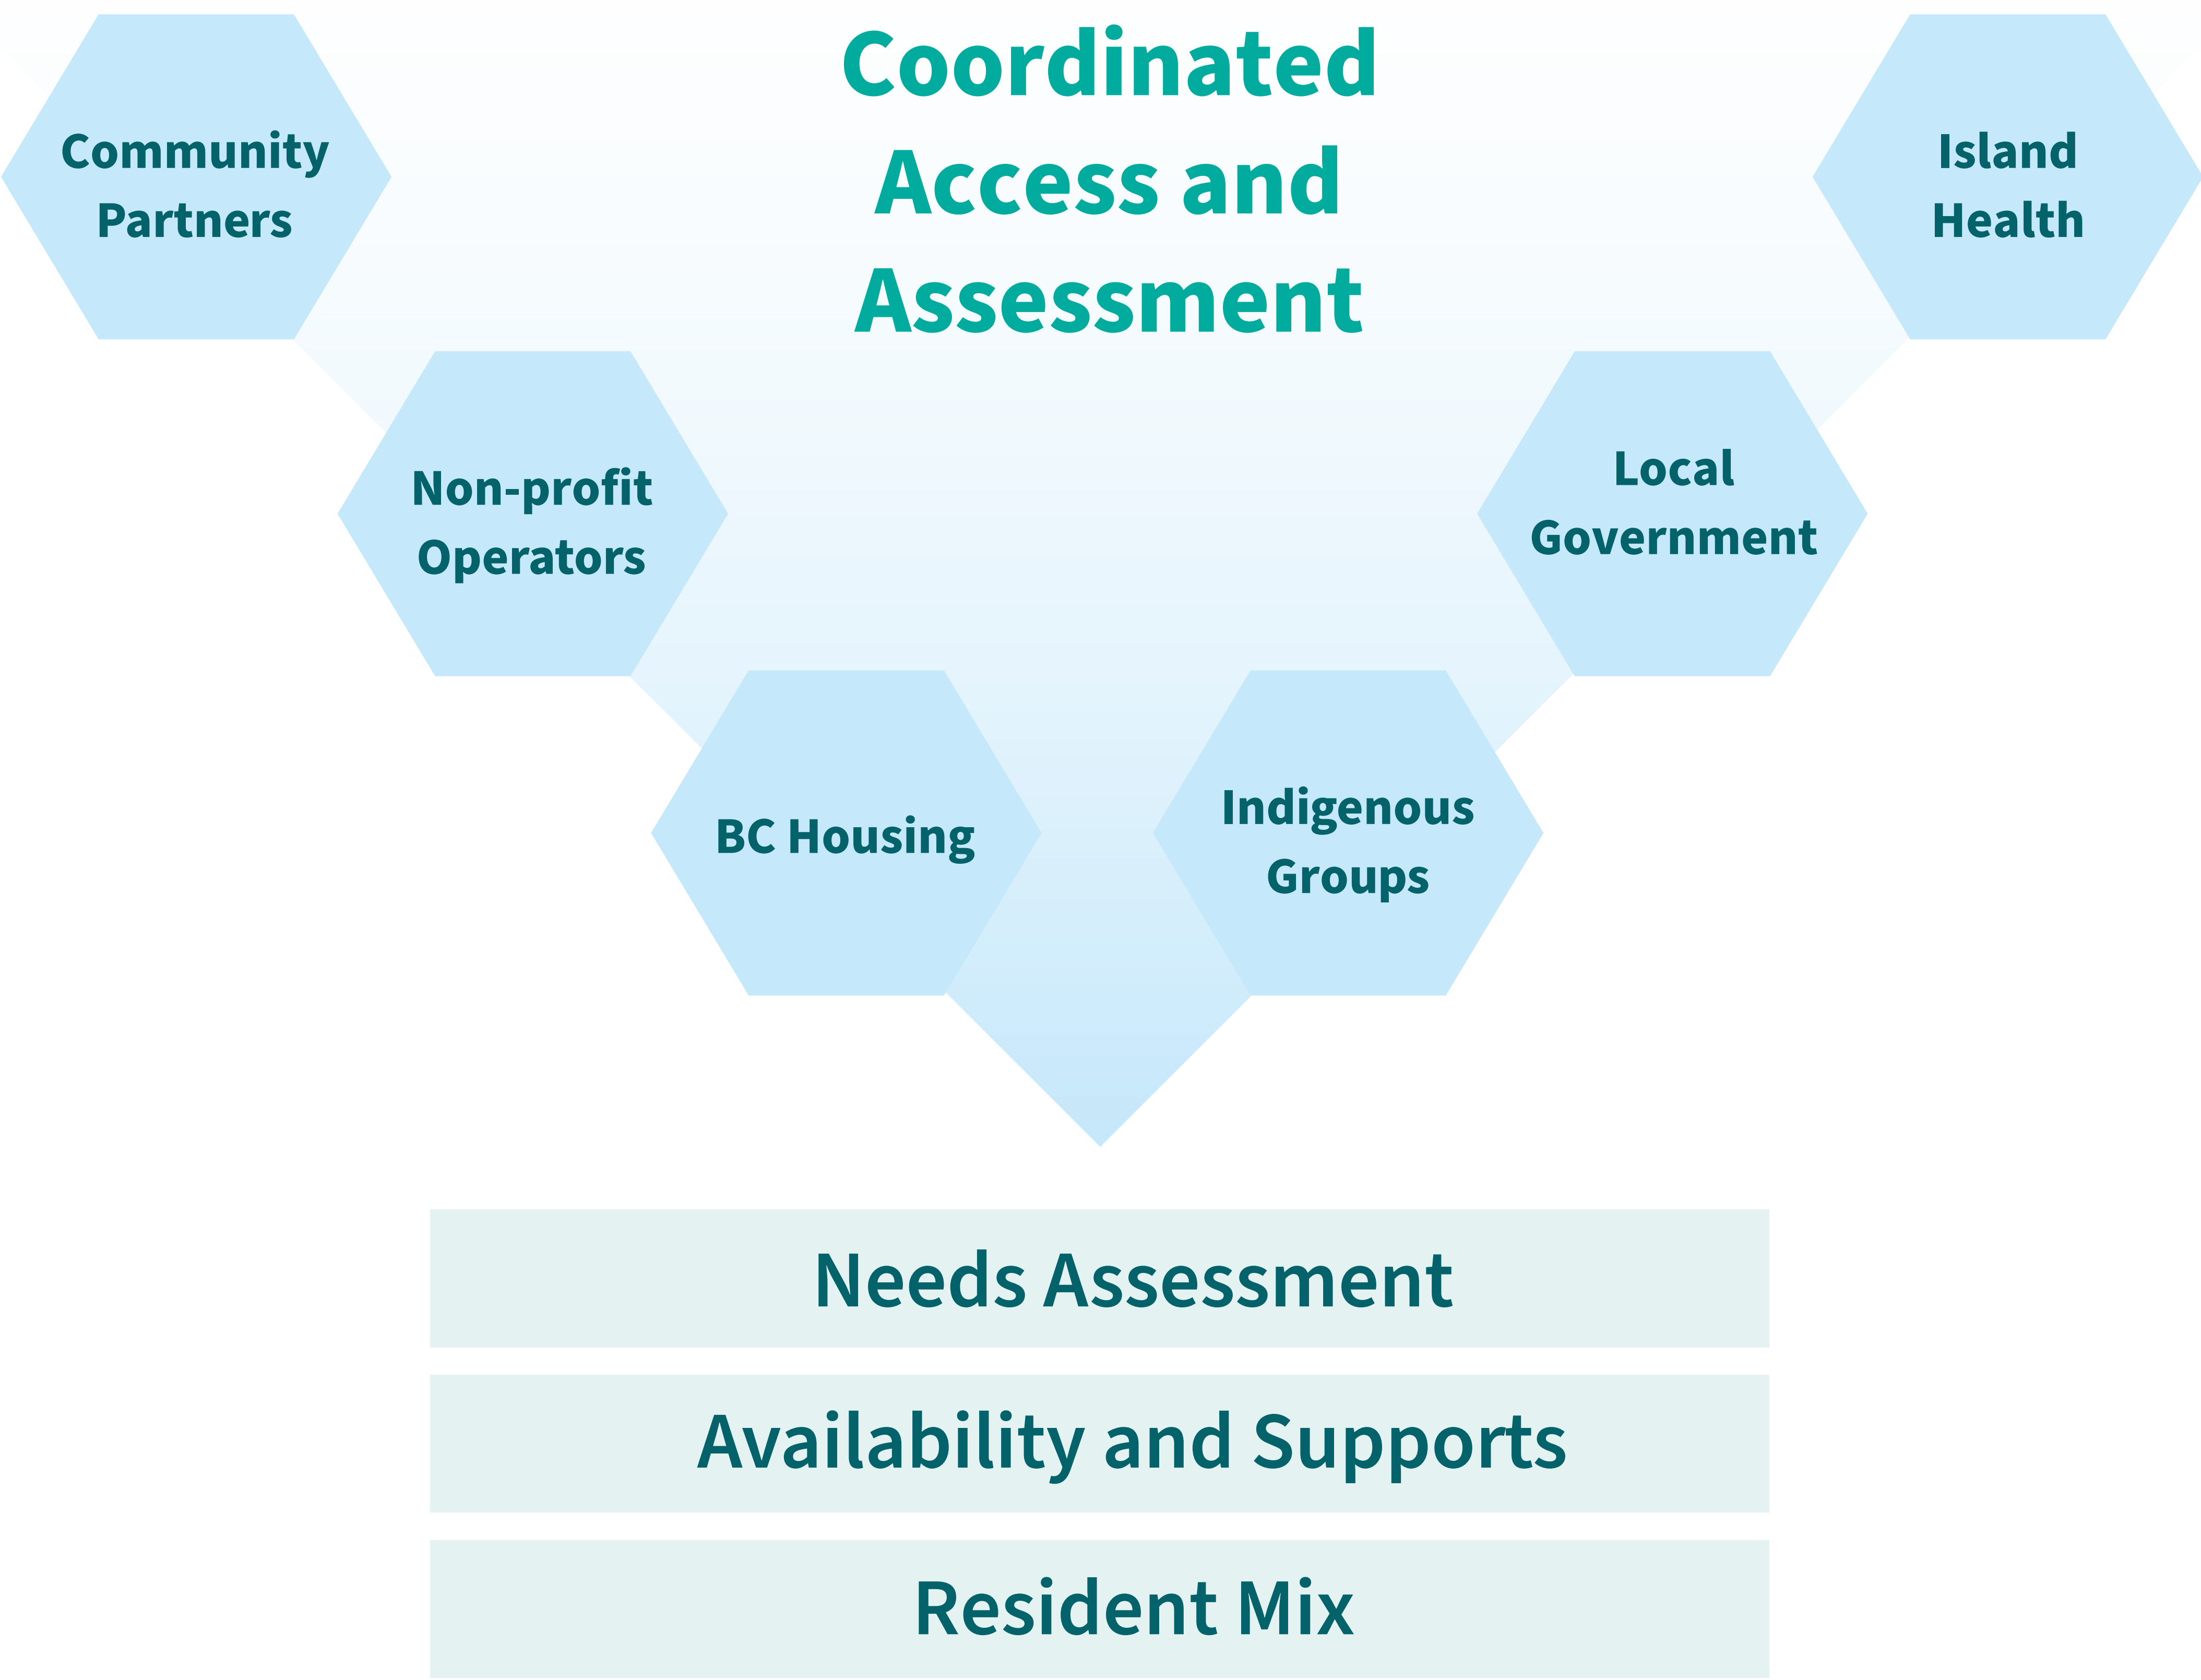 Coordinated
Access and
Assessment
Community
Partners
Island
Health
Non-profit
Operators
Local
Government
BC Housing
Indigenous
Groups
Needs Assessment
Availability and Supports
Resident Mix